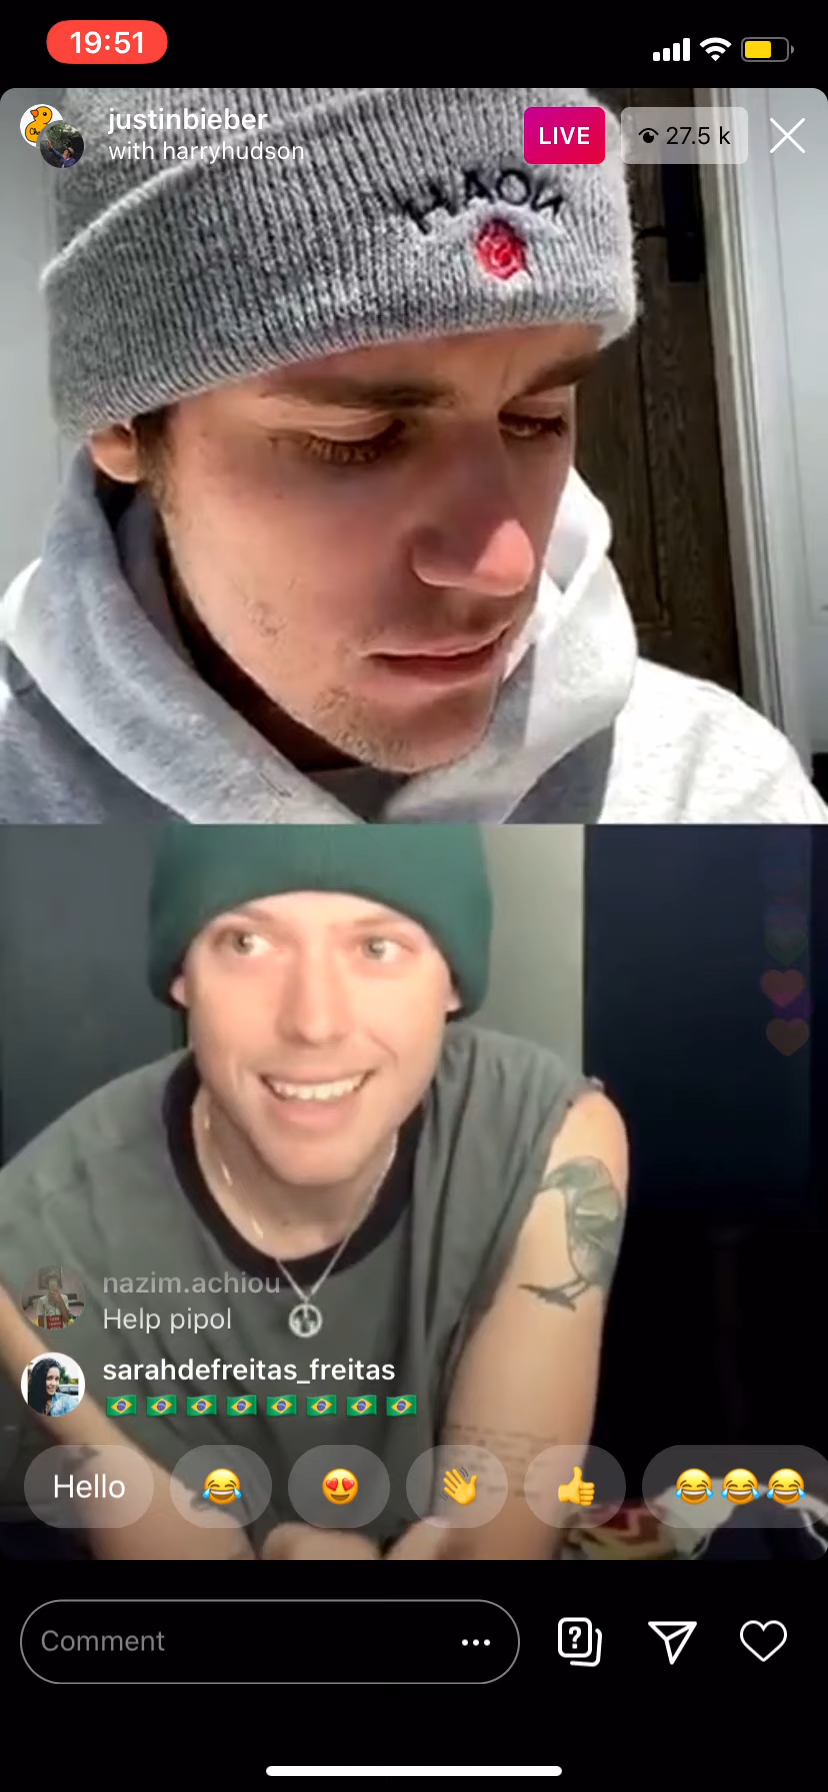 19:51
justinbieber
with harryhudson
LIVE
27.5 k
nazim.achiou
Help pipol
sarahdefreitas_freitas
🇧🇷 🇧🇷 🇧🇷 🇧🇷 🇧🇷 🇧🇷 🇧🇷 🇧🇷
Hello 😂 😍 👋 👍 😂😂😂
Comment